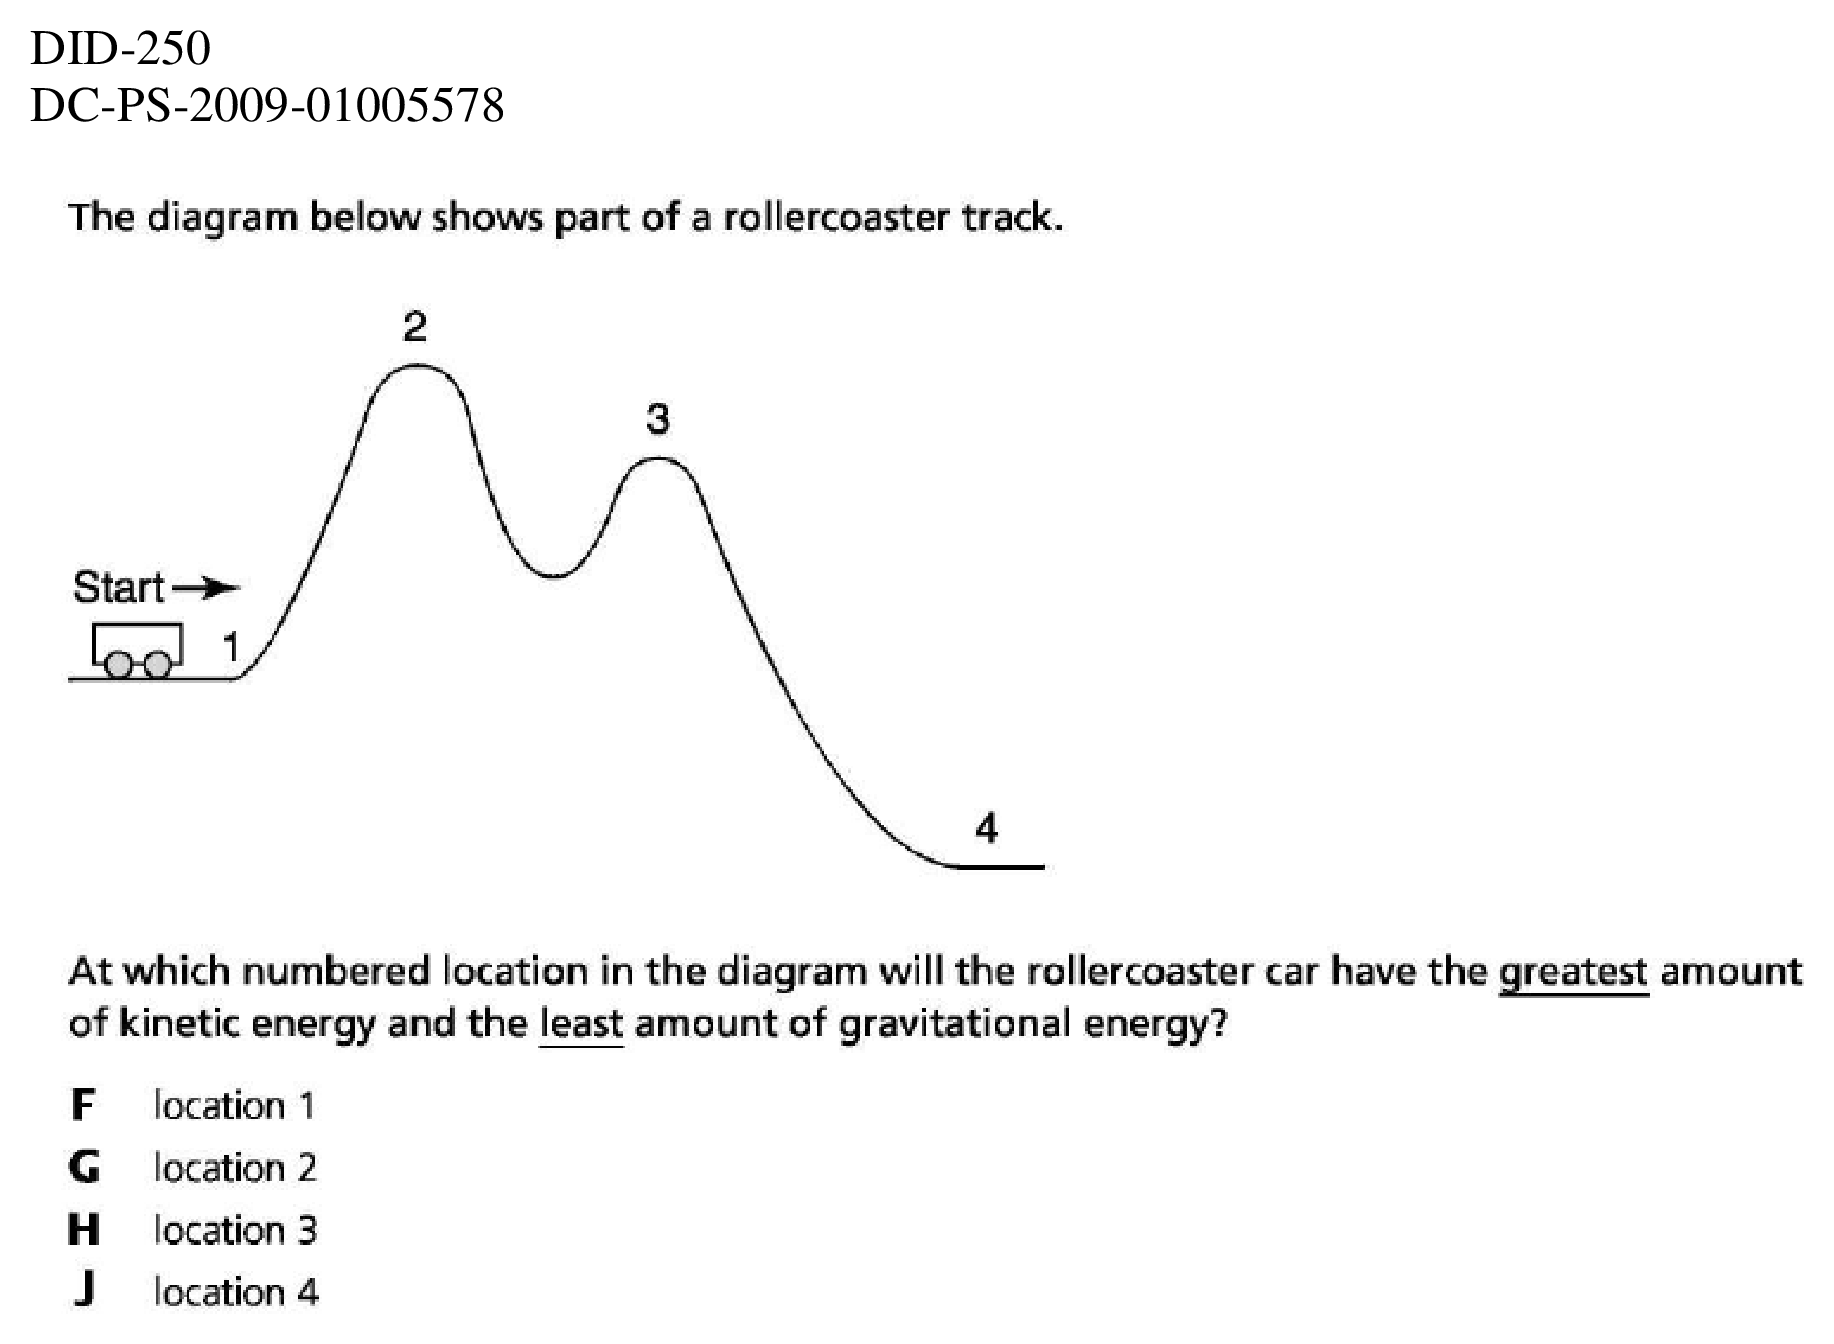 DID-250
DC-PS-2009-01005578
The diagram below shows part of a rollercoaster track.
2
3
Start
1
4
At which numbered location in the diagram will the rollercoaster car have the greatest amount
of kinetic energy and the least amount of gravitational energy?
F location 1
G location 2
H location 3
J location 4